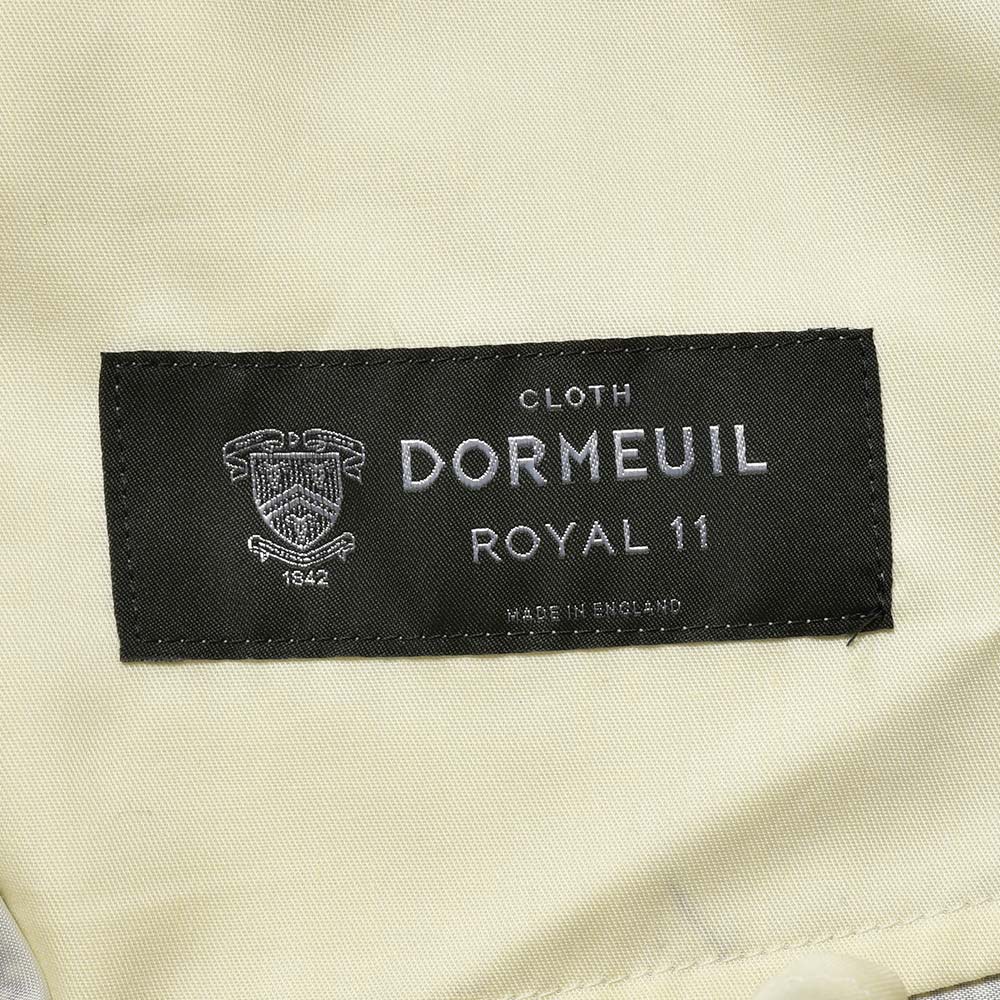 CLOTH
DORMEUIL
ROYAL 11
MADE IN ENGLAND
D
1842